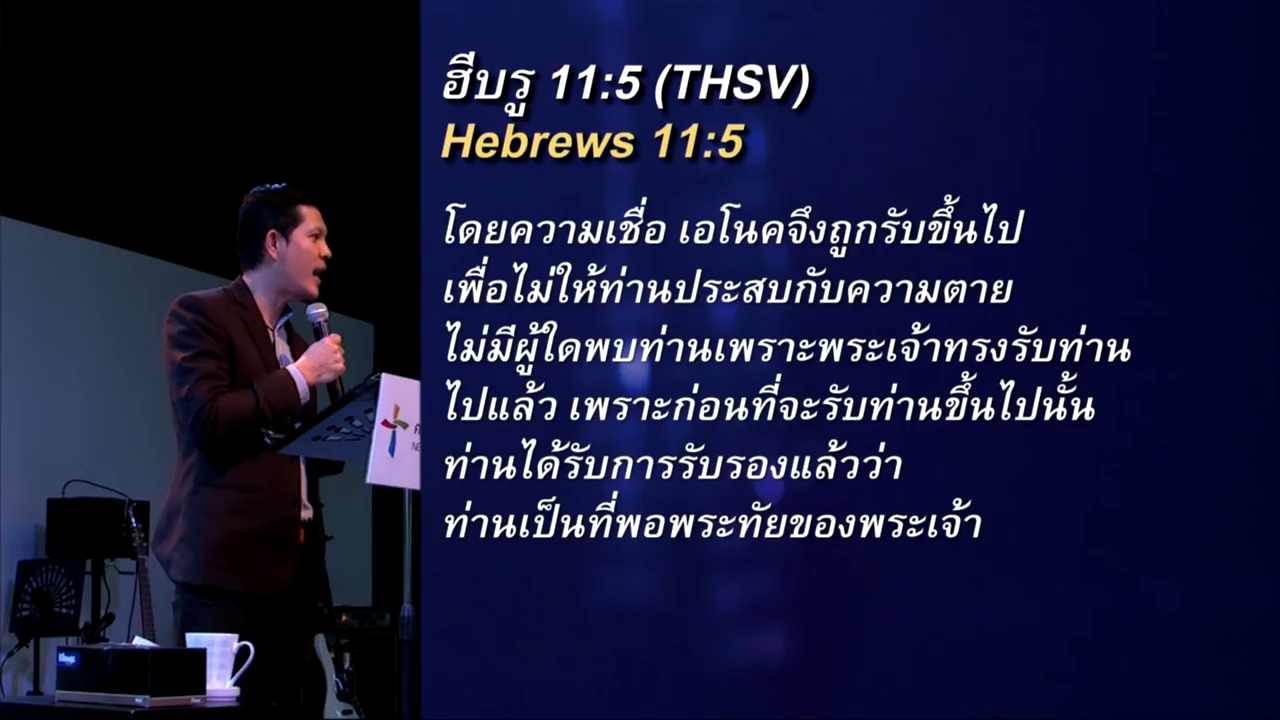 ฮีบรู 11:5 (THSV)
Hebrews 11:5
โดยความเชื่อ เอโนคจึงถูกรับขึ้นไป
เพื่อไม่ให้ท่านประสบกับความตาย
ไม่มีผู้ใดพบท่านเพราะพระเจ้าทรงรับท่าน
ไปแล้ว เพราะก่อนที่จะรับท่านขึ้นไปนั้น
ท่านได้รับการรับรองแล้วว่า
ท่านเป็นที่พอพระทัยของพระเจ้า